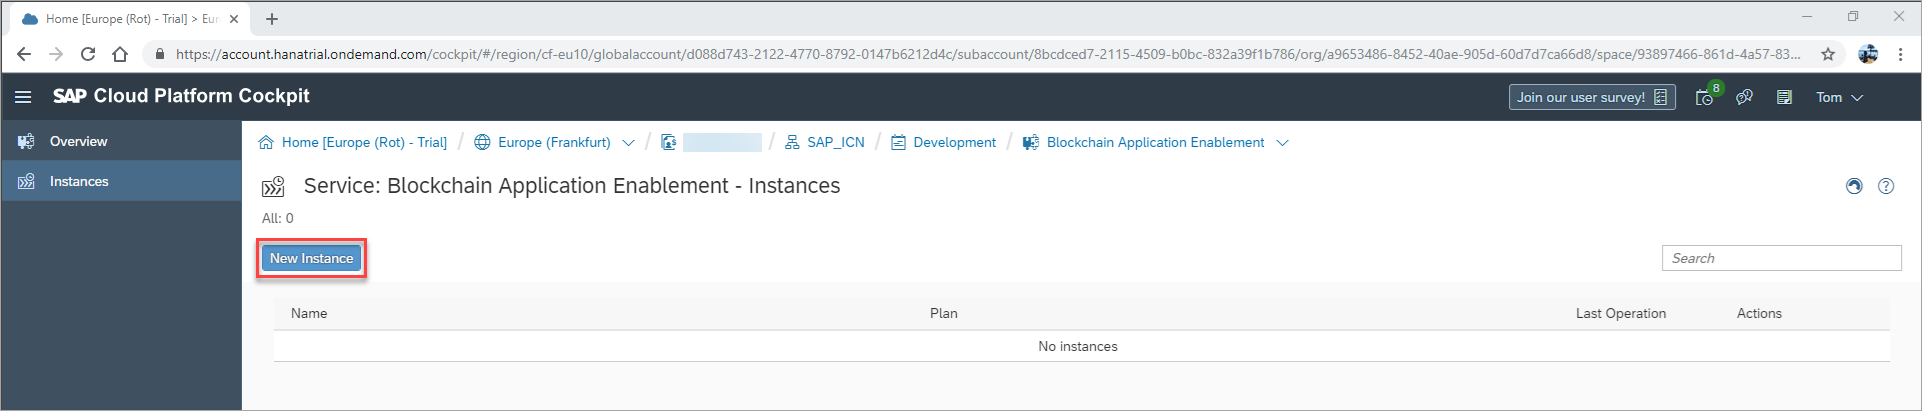 Home [Europe (Rot) - Trial] > Eur
https://account.hanatrial.ondemand.com/cockpit/#/region/cf-eu10/globalaccount/d088d743-2122-4770-8792-0147b6212d4c/subaccount/8bcdced7-2115-4509-b0bc-832a39f1b786/org/a9653486-8452-40ae-905d-60d7d7ca66d8/space/93897466-861d-4a57-83...
SAP Cloud Platform Cockpit Join our user survey! 8 Tom
Overview
Instances
Home [Europe (Rot) - Trial] / Europe (Frankfurt) / / SAP_ICN / Development / Blockchain Application Enablement
Service: Blockchain Application Enablement - Instances
All: 0
New Instance Search
Name Plan Last Operation Actions
No instances